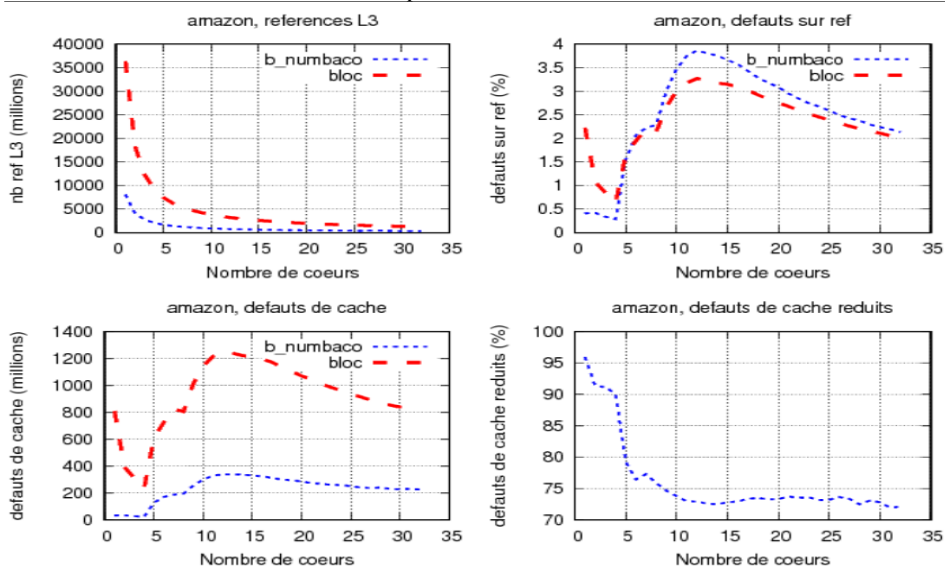 amazon, references L3
nb ref L3 (millions)
40000
35000
30000
25000
20000
15000
10000
5000
0
b_numbaco
bloc
0 5 10 15 20 25 30 35
Nombre de coeurs
amazon, defauts sur ref
defauts sur ref (%)
4
3.5
3
2.5
2
1.5
1
0.5
0
b_numbaco
bloc
0 5 10 15 20 25 30 35
Nombre de coeurs
amazon, defauts de cache
defauts de cache (millions)
1400
1200
1000
800
600
400
200
0
b_numbaco
bloc
0 5 10 15 20 25 30 35
Nombre de coeurs
amazon, defauts de cache reduits
defauts de cache reduits (%)
100
95
90
85
80
75
70
0 5 10 15 20 25 30 35
Nombre de coeurs